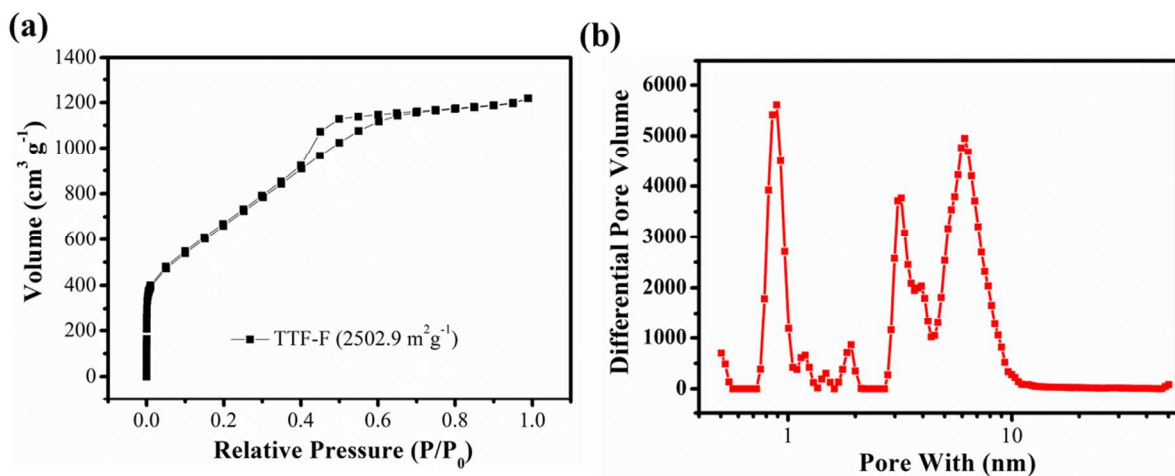 (a)
1400
1200
1000
800
600
400
200
0
Volume (cm³ g⁻¹)
TTF-F (2502.9 m²g⁻¹)
0.0 0.2 0.4 0.6 0.8 1.0
Relative Pressure (P/P₀)
(b)
6000
5000
4000
3000
2000
1000
0
Differential Pore Volume
1 10
Pore With (nm)